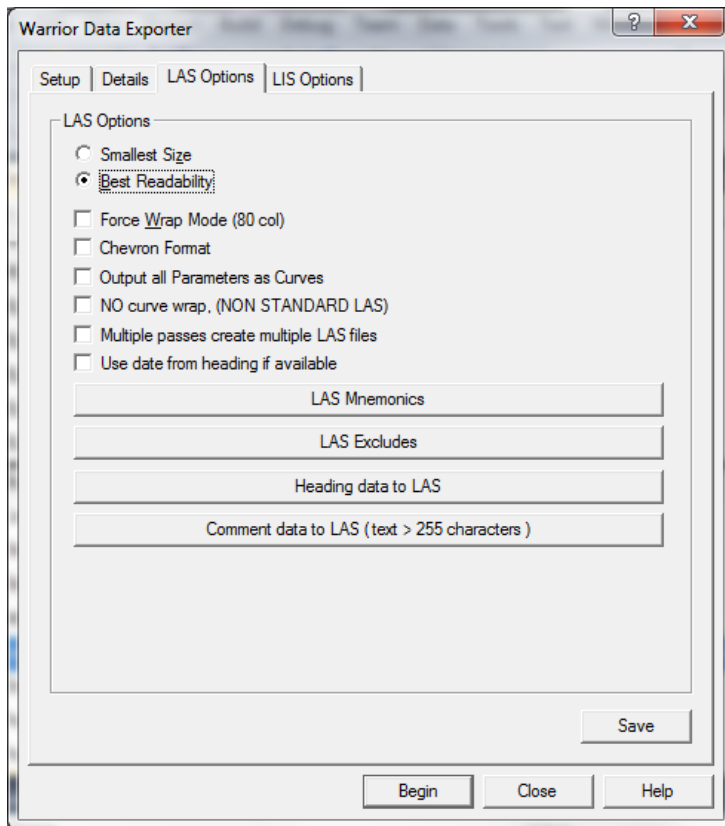 Warrior Data Exporter
Setup Details LAS Options LIS Options
LAS Options
Smallest Size
Best Readability
Force Wrap Mode (80 col)
Chevron Format
Output all Parameters as Curves
NO curve wrap, (NON STANDARD LAS)
Multiple passes create multiple LAS files
Use date from heading if available
LAS Mnemonics
LAS Excludes
Heading data to LAS
Comment data to LAS ( text > 255 characters )
Save
Begin Close Help